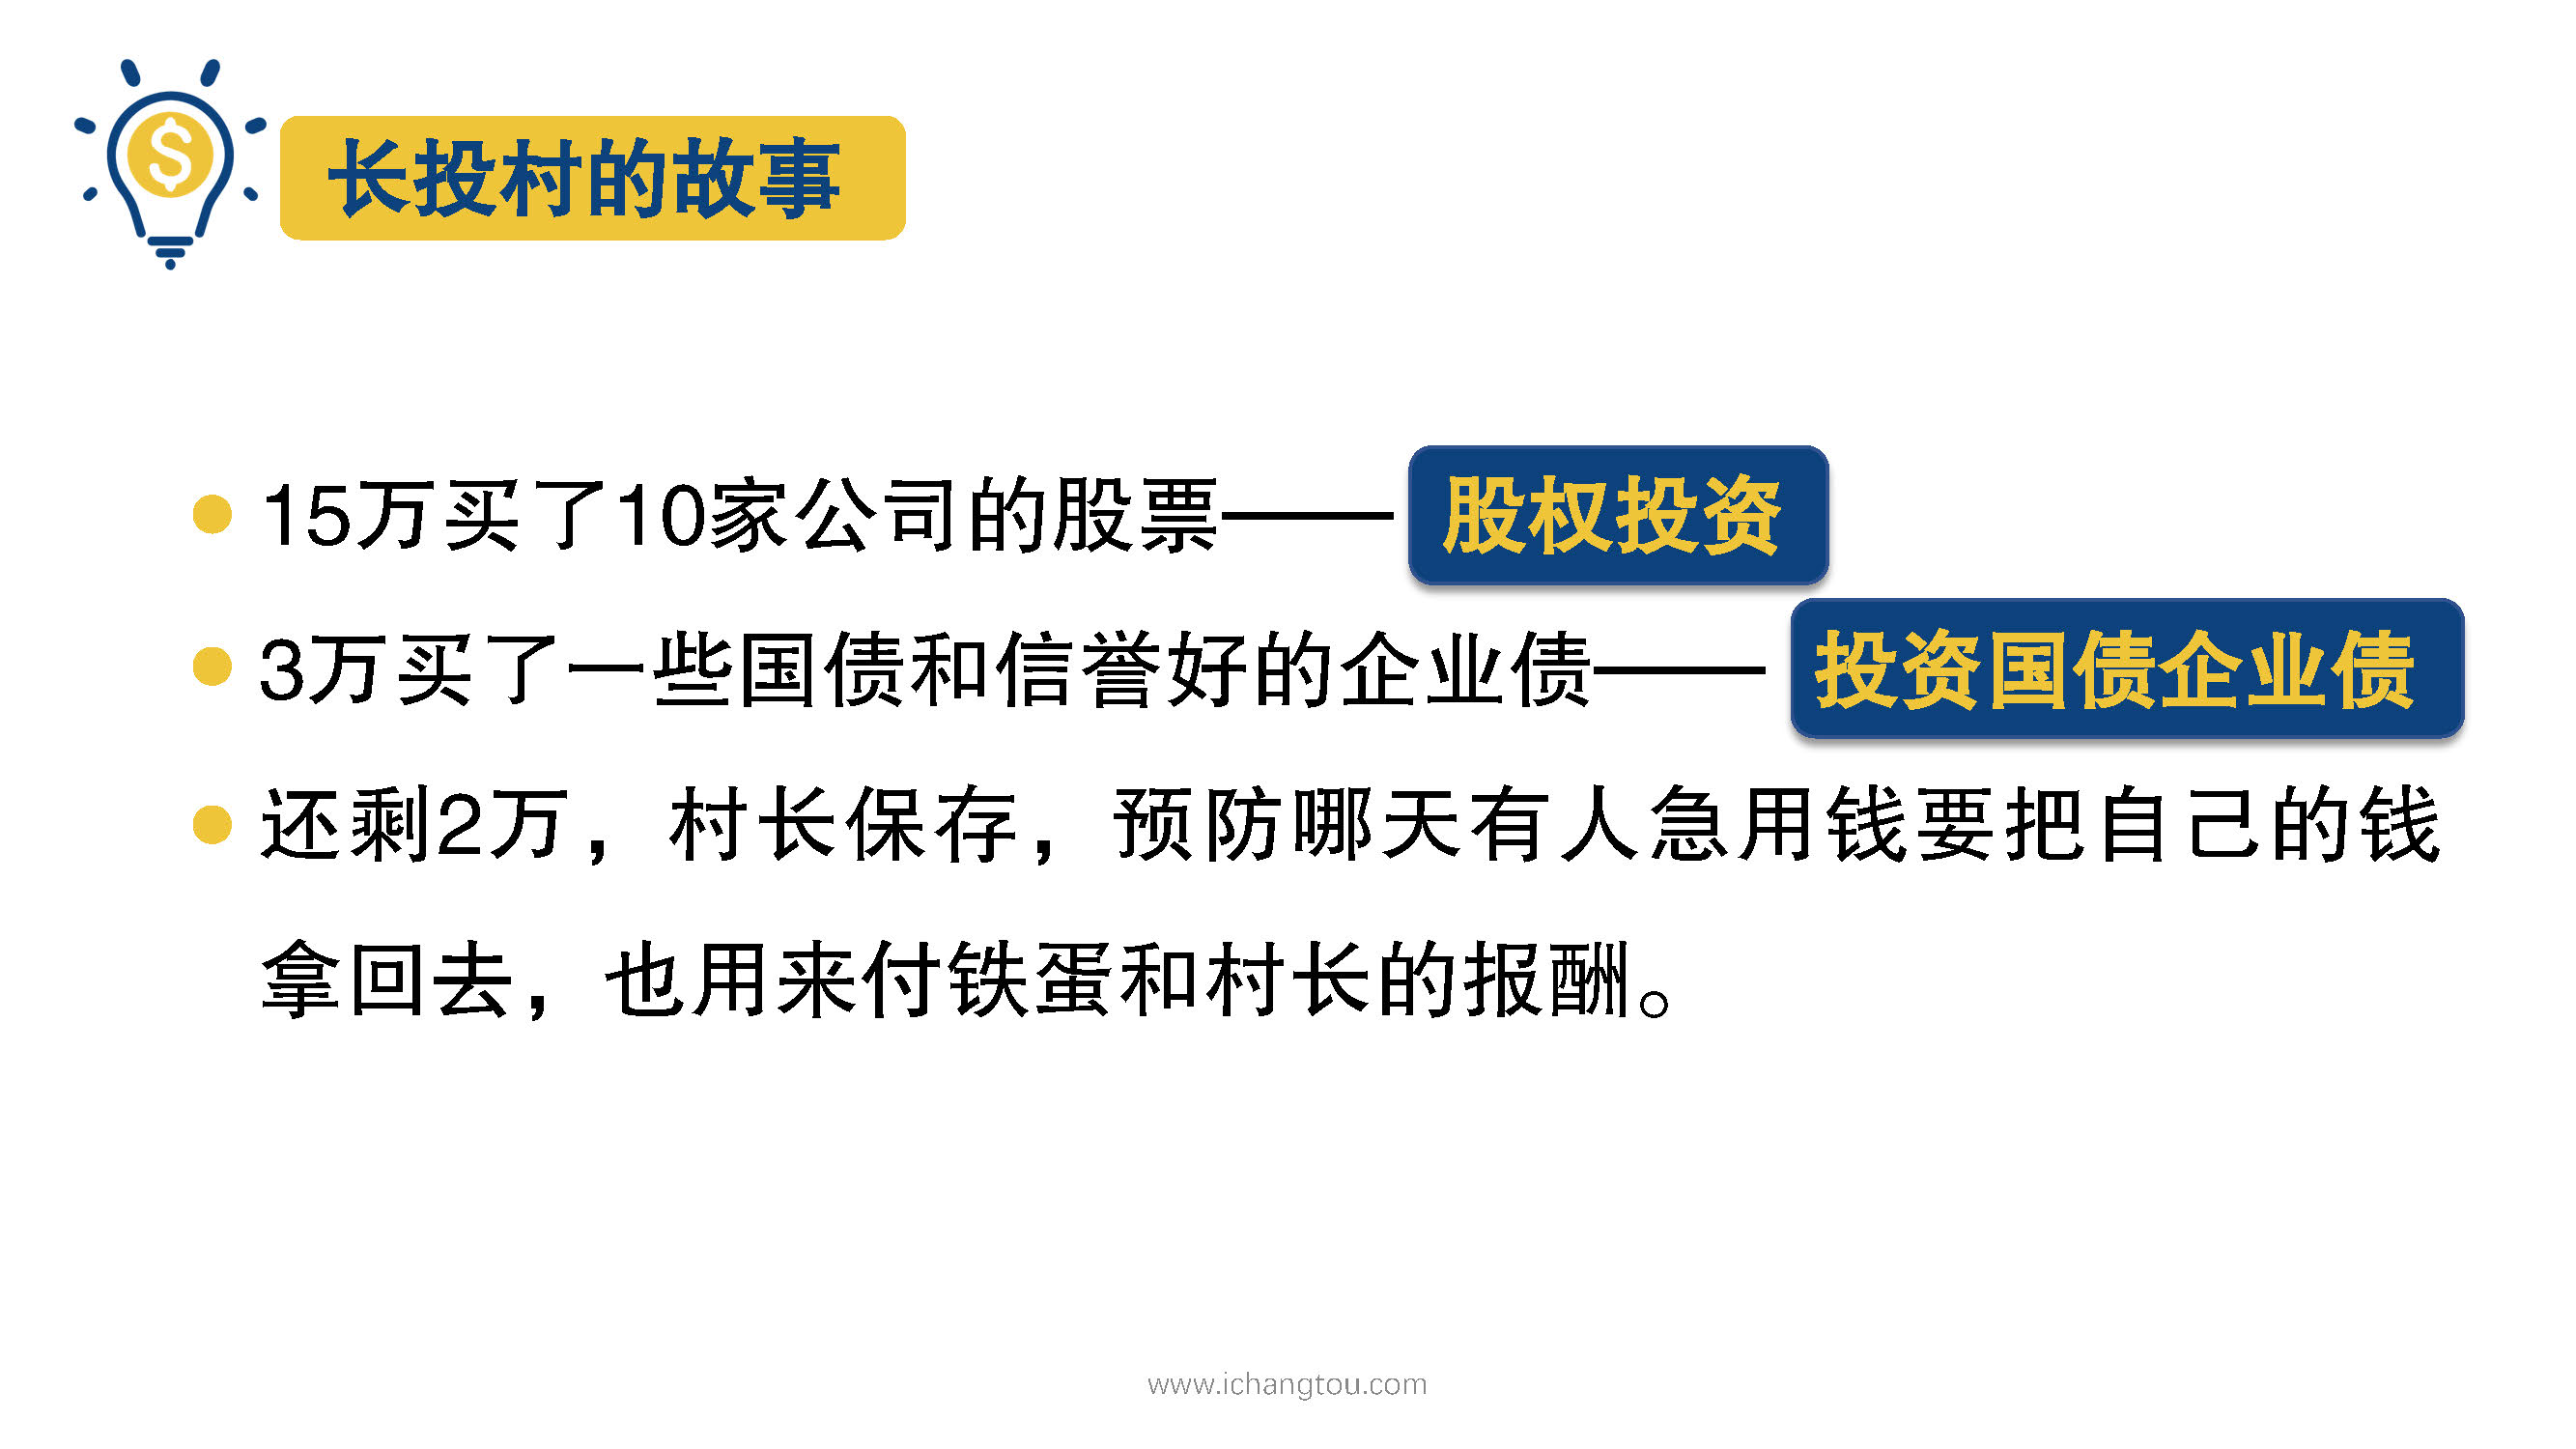 长投村的故事
15万买了10家公司的股票—— 股权投资
3万买了一些国债和信誉好的企业债—— 投资国债企业债
还剩2万，村长保存，预防哪天有人急用钱要把自己的钱
拿回去，也用来付铁蛋和村长的报酬。
www.ichangtou.com